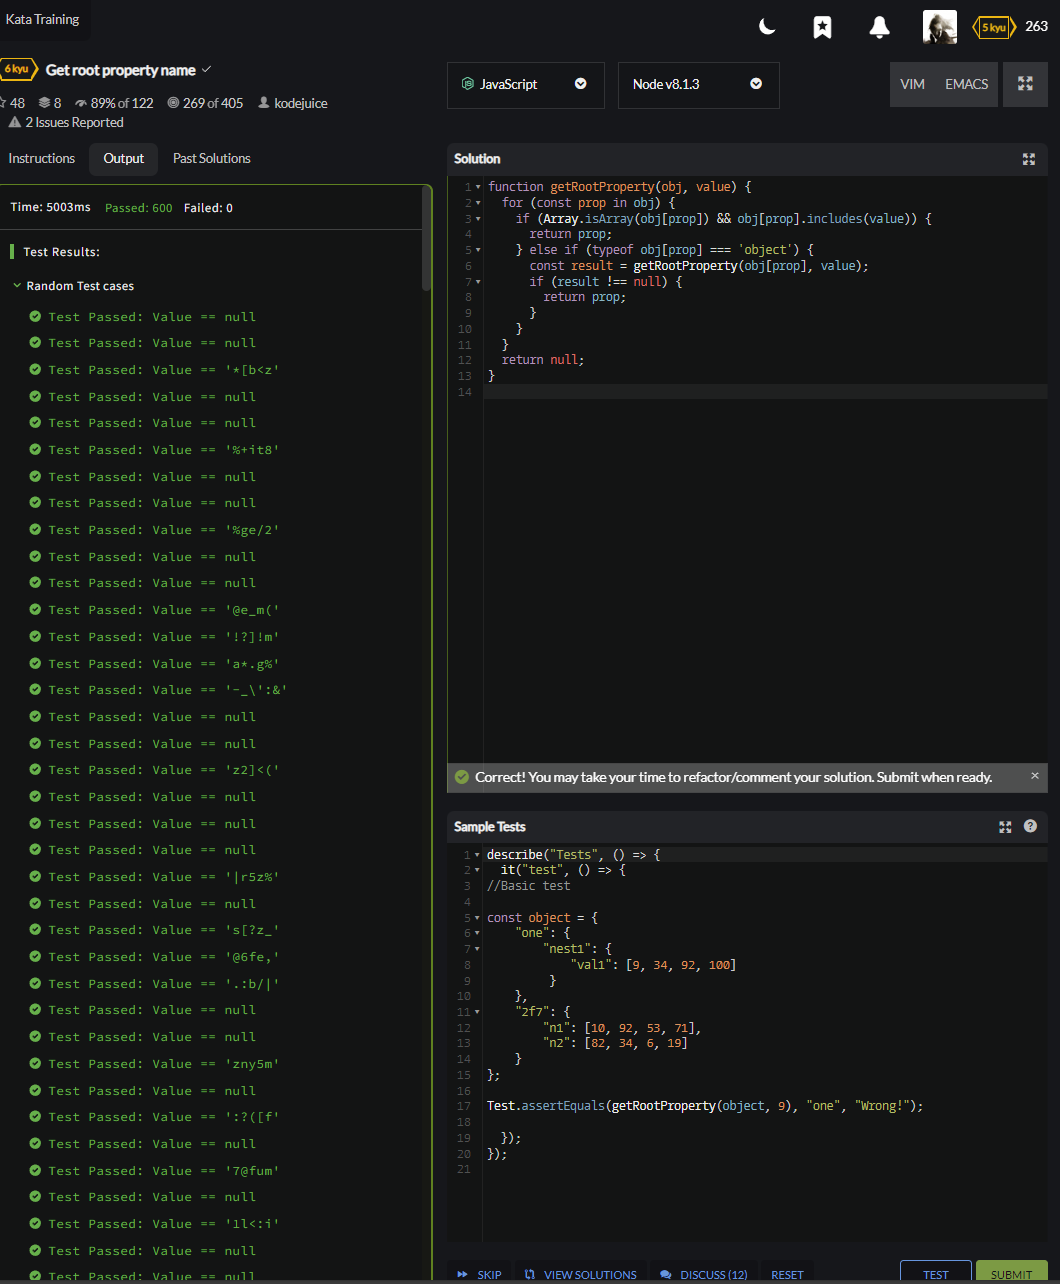 Kata Training
5 kyu 263
6 kyu Get root property name
48 8 89% of 122 269 of 405 kodejuice
2 Issues Reported
Instructions Output Past Solutions
Time: 5003ms Passed: 600 Failed: 0
Test Results:
Random Test cases
Test Passed: Value == null
Test Passed: Value == null
Test Passed: Value == '*[b<z'
Test Passed: Value == null
Test Passed: Value == null
Test Passed: Value == '%+it8'
Test Passed: Value == null
Test Passed: Value == null
Test Passed: Value == '%ge/2'
Test Passed: Value == null
Test Passed: Value == null
Test Passed: Value == '@e_m('
Test Passed: Value == '!?]!m'
Test Passed: Value == 'a*.g%'
Test Passed: Value == '-_\':&'
Test Passed: Value == null
Test Passed: Value == null
Test Passed: Value == 'z2]<('
Test Passed: Value == null
Test Passed: Value == null
Test Passed: Value == null
Test Passed: Value == '|r5z%'
Test Passed: Value == null
Test Passed: Value == 's[?z_'
Test Passed: Value == '@6fe,'
Test Passed: Value == '.:b/|'
Test Passed: Value == null
Test Passed: Value == null
Test Passed: Value == 'zny5m'
Test Passed: Value == null
Test Passed: Value == ':?([f'
Test Passed: Value == null
Test Passed: Value == '7@fum'
Test Passed: Value == null
Test Passed: Value == 'll<:i'
Test Passed: Value == null
Test Passed: Value == null
JavaScript Node v8.1.3 VIM EMACS
Solution
1 function getRootProperty(obj, value) {
2 for (const prop in obj) {
3 if (Array.isArray(obj[prop]) && obj[prop].includes(value)) {
4 return prop;
5 } else if (typeof obj[prop] === 'object') {
6 const result = getRootProperty(obj[prop], value);
7 if (result !== null) {
8 return prop;
9 }
10 }
11 }
12 return null;
13 }
14
Correct! You may take your time to refactor/comment your solution. Submit when ready. ×
Sample Tests ?
1 describe("Tests", () => {
2 it("test", () => {
3 //Basic test
4
5 const object = {
6 "one": {
7 "nest1": {
8 "val1": [9, 34, 92, 100]
9 }
10 },
11 "2f7": {
12 "n1": [10, 92, 53, 71],
13 "n2": [82, 34, 6, 19]
14 }
15 };
16
17 Test.assertEquals(getRootProperty(object, 9), "one", "Wrong!");
18
19 });
20 });
21
SKIP VIEW SOLUTIONS DISCUSS (12) RESET TEST SUBMIT